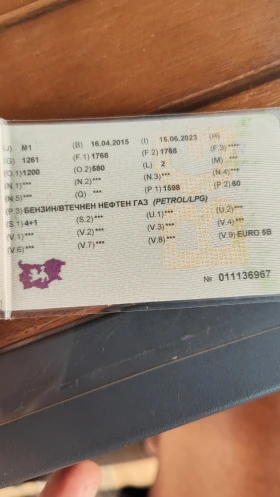 (J) M1 (B) 16.04.2015 (I) 15.06.2023 (H)
(G) 1261 (F.1) 1768 (F.2) 1768 (F.3) ***
(O.1) 1200 (O.2) 580 (L) 2 (M) ***
(N.1) *** (N.2) *** (N.3) *** (N.4) ***
(N.5) *** (Q) *** (P.1) 1598 (P.2) 80
(P.3) БЕНЗИН/ВТЕЧНЕН НЕФТЕН ГАЗ (PETROL/LPG)
(S.1) 4+1 (S.2) *** (U.1) *** (U.2) ***
(V.1) *** (V.2) *** (V.3) *** (V.4) ***
(V.6) *** (V.7) *** (V.8) *** (V.9) EURO 5B
№ 011136967